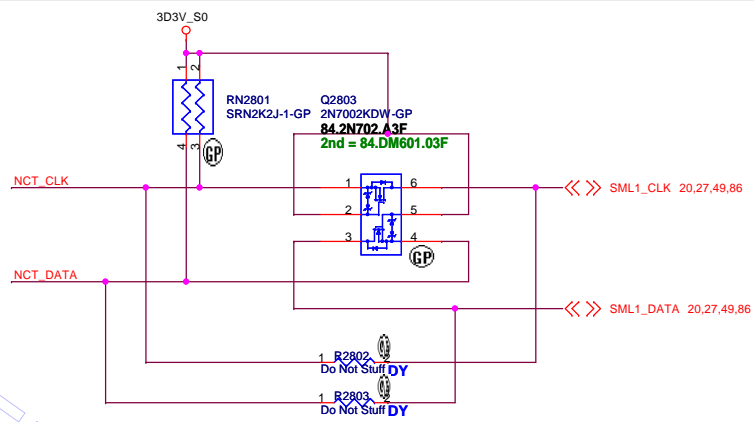 3D3V_S0
1
2
RN2801
SRN2K2J-1-GP
Q2803
2N7002KDW-GP
84.2N702.A3F
2nd = 84.DM601.03F
4
3
GP
NCT_CLK
1
6
SML1_CLK 20,27,49,86
2
5
3
4
GP
NCT_DATA
SML1_DATA 20,27,49,86
1
R2802
2
Do Not Stuff DY
1
R2803
2
Do Not Stuff DY